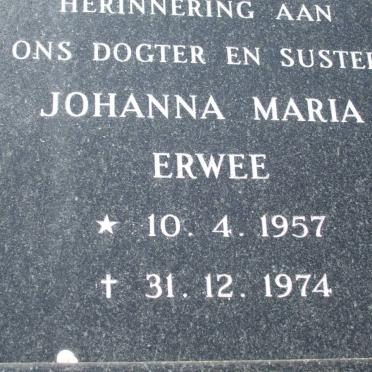 HERINNERING AAN
ONS DOGTER EN SUSTER
JOHANNA MARIA
ERWEE
★ 10. 4. 1957
✝ 31. 12. 1974